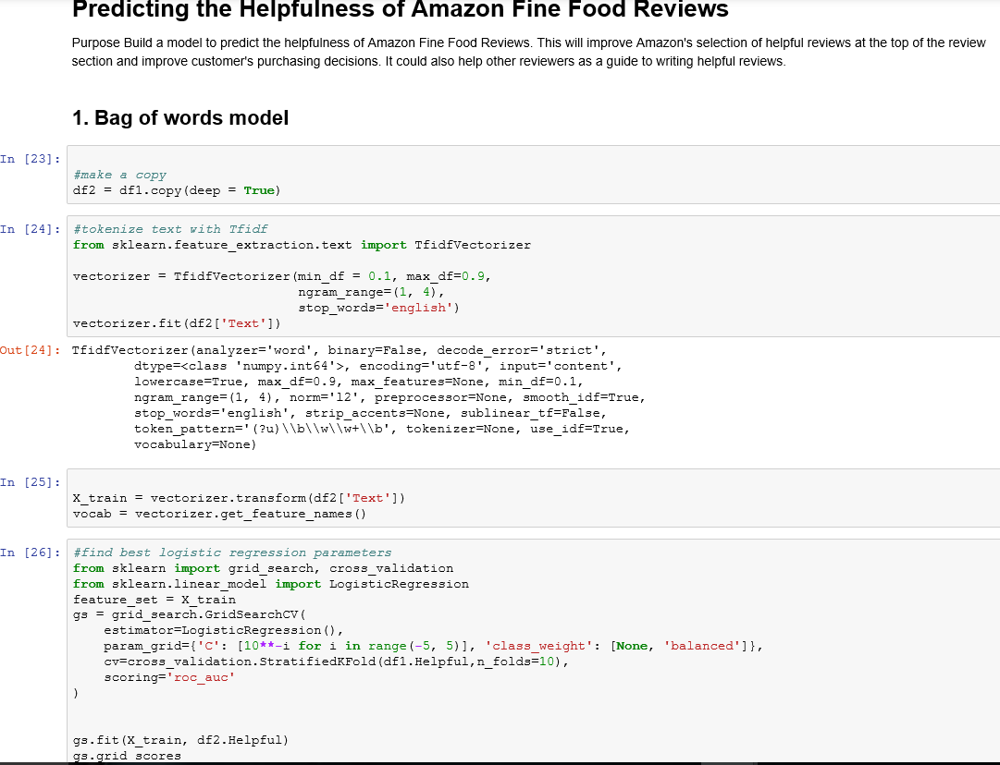 Predicting the Helpfulness of Amazon Fine Food Reviews
Purpose Build a model to predict the helpfulness of Amazon Fine Food Reviews. This will improve Amazon's selection of helpful reviews at the top of the review
section and improve customer's purchasing decisions. It could also help other reviewers as a guide to writing helpful reviews.
1. Bag of words model
In [23]:
#make a copy
df2 = df1.copy(deep = True)
In [24]: #tokenize text with Tfidf
from sklearn.feature_extraction.text import TfidfVectorizer
vectorizer = TfidfVectorizer(min_df = 0.1, max_df=0.9,
ngram_range=(1, 4),
stop_words='english')
vectorizer.fit(df2['Text'])
Out[24]: TfidfVectorizer(analyzer='word', binary=False, decode_error='strict',
dtype=<class 'numpy.int64'>, encoding='utf-8', input='content',
lowercase=True, max_df=0.9, max_features=None, min_df=0.1,
ngram_range=(1, 4), norm='l2', preprocessor=None, smooth_idf=True,
stop_words='english', strip_accents=None, sublinear_tf=False,
token_pattern='(?u)\\b\\w\\w+\\b', tokenizer=None, use_idf=True,
vocabulary=None)
In [25]:
X_train = vectorizer.transform(df2['Text'])
vocab = vectorizer.get_feature_names()
In [26]: #find best logistic regression parameters
from sklearn import grid_search, cross_validation
from sklearn.linear_model import LogisticRegression
feature_set = X_train
gs = grid_search.GridSearchCV(
estimator=LogisticRegression(),
param_grid={'C': [10**-i for i in range(-5, 5)], 'class_weight': [None, 'balanced']},
cv=cross_validation.StratifiedKFold(df1.Helpful,n_folds=10),
scoring='roc_auc'
)
gs.fit(X_train, df2.Helpful)
gs.grid_scores